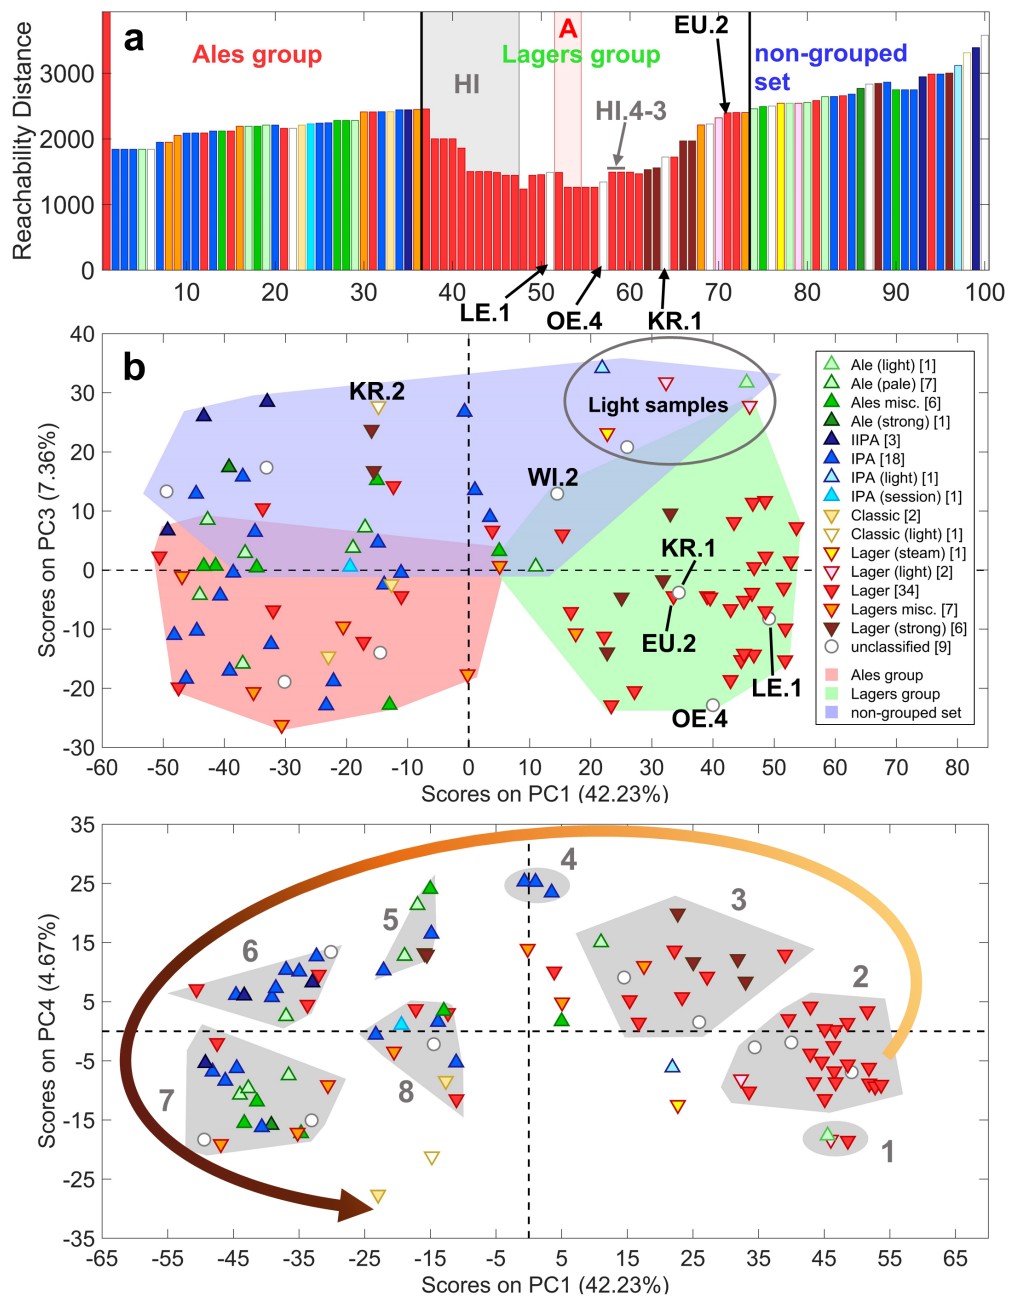 a
Ales group
HI
A
Lagers group
HI.4-3
EU.2
non-grouped
set
Reachability Distance
3000
2000
1000
0
10 20 30 40 50 60 70 80 90 100
LE.1
OE.4
KR.1
b
40
30
20
10
0
-10
-20
-30
Scores on PC3 (7.36%)
KR.2
Light samples
WI.2
KR.1
EU.2
LE.1
OE.4
Ale (light) [1]
Ale (pale) [7]
Ales misc. [6]
Ale (strong) [1]
IIPA [3]
IPA [18]
IPA (light) [1]
IPA (session) [1]
Classic [2]
Classic (light) [1]
Lager (steam) [1]
Lager (light) [2]
Lager [34]
Lagers misc. [7]
Lager (strong) [6]
unclassified [9]
Ales group
Lagers group
non-grouped set
-60 -50 -40 -30 -20 -10 0 10 20 30 40 50 60 70 80
Scores on PC1 (42.23%)
35
25
15
5
-5
-15
-25
-35
Scores on PC4 (4.67%)
4
5
3
6
2
7
8
1
-65 -55 -45 -35 -25 -15 -5 5 15 25 35 45 55 65
Scores on PC1 (42.23%)